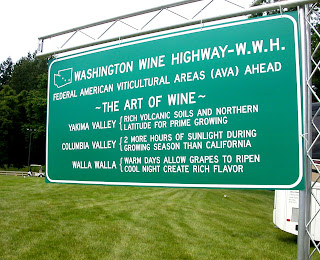 WASHINGTON WINE HIGHWAY-W.W.H.
FEDERAL AMERICAN VITICULTURAL AREAS (AVA) AHEAD
~THE ART OF WINE~
YAKIMA VALLEY { RICH VOLCANIC SOILS AND NORTHERN
LATITUDE FOR PRIME GROWING
COLUMBIA VALLEY { 2 MORE HOURS OF SUNLIGHT DURING
GROWING SEASON THAN CALIFORNIA
WALLA WALLA { WARM DAYS ALLOW GRAPES TO RIPEN
COOL NIGHT CREATE RICH FLAVOR